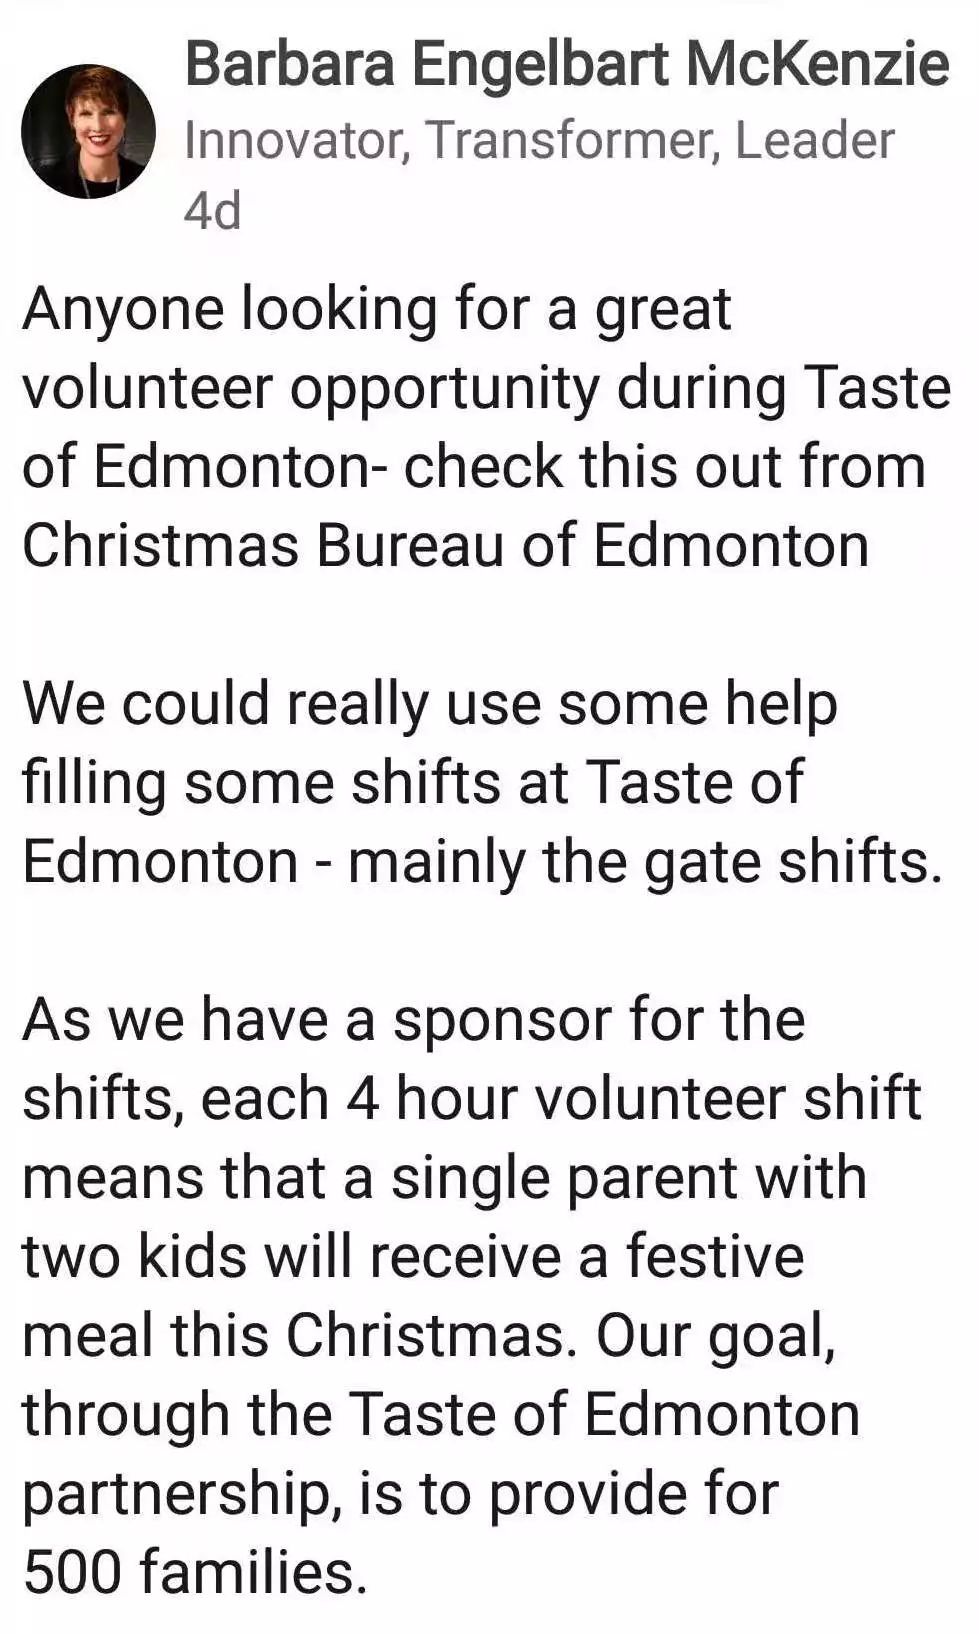 Barbara Engelbart McKenzie
Innovator, Transformer, Leader
4d
Anyone looking for a great
volunteer opportunity during Taste
of Edmonton- check this out from
Christmas Bureau of Edmonton
We could really use some help
filling some shifts at Taste of
Edmonton - mainly the gate shifts.
As we have a sponsor for the
shifts, each 4 hour volunteer shift
means that a single parent with
two kids will receive a festive
meal this Christmas. Our goal,
through the Taste of Edmonton
partnership, is to provide for
500 families.